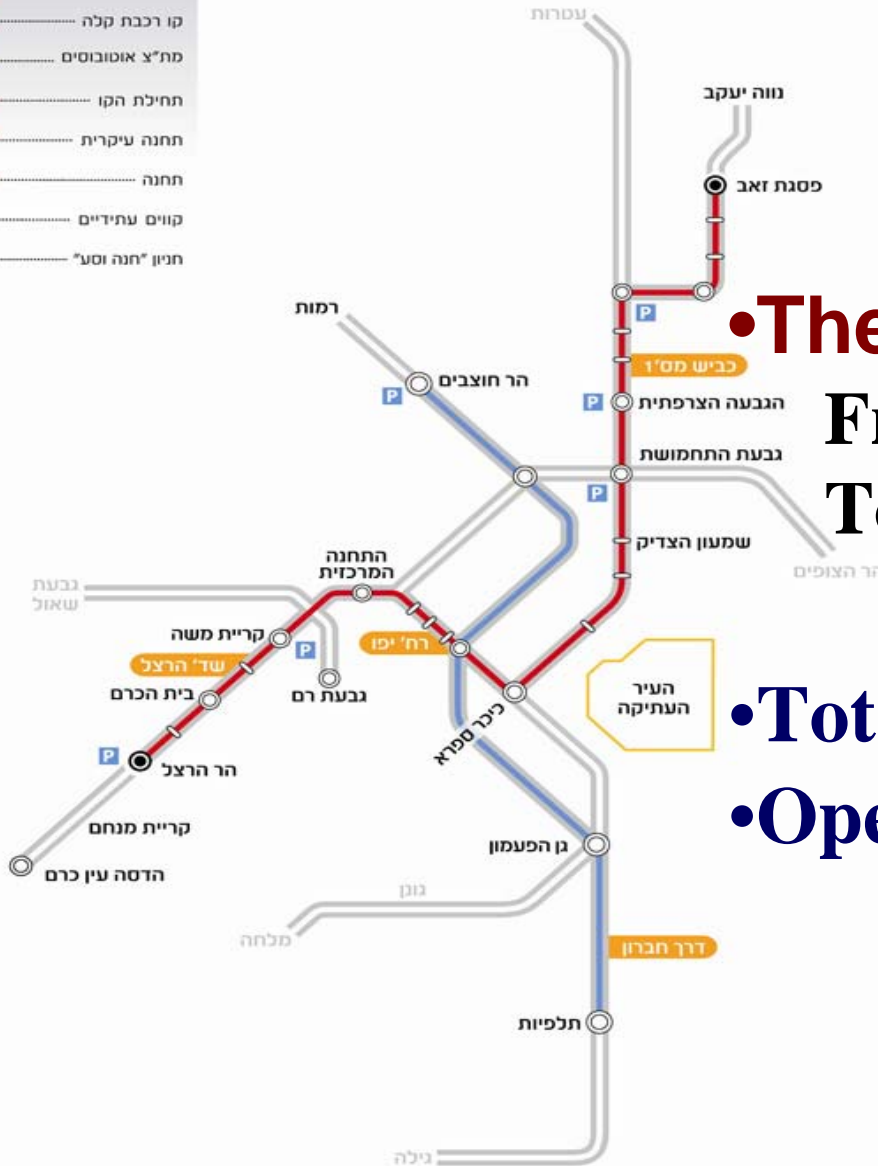 קו רכבת קלה
מת"צ אוטובוסים
תחילת הקו
תחנה עיקרית
תחנה
קווים עתידיים
חניון "חנה וסע"
עטרות
נווה יעקב
פסגת זאב
רמות
P
•The
כביש מס'1
הר חוצבים
P
P
הגבעה הצרפתית
Fr
גבעת התחמושת
P
To
שמעון הצדיק
הר הצופים
התחנה
המרכזית
גבעת
שאול
קריית משה
רח' יפו
P
שד' הרצל
בית הכרם
גבעת רם
העיר
העתיקה
כיכר ספרא
•Tot
P
הר הרצל
•Ope
קריית מנחם
גן הפעמון
הדסה עין כרם
גונן
מלחה
דרך חברון
תלפיות
גילה